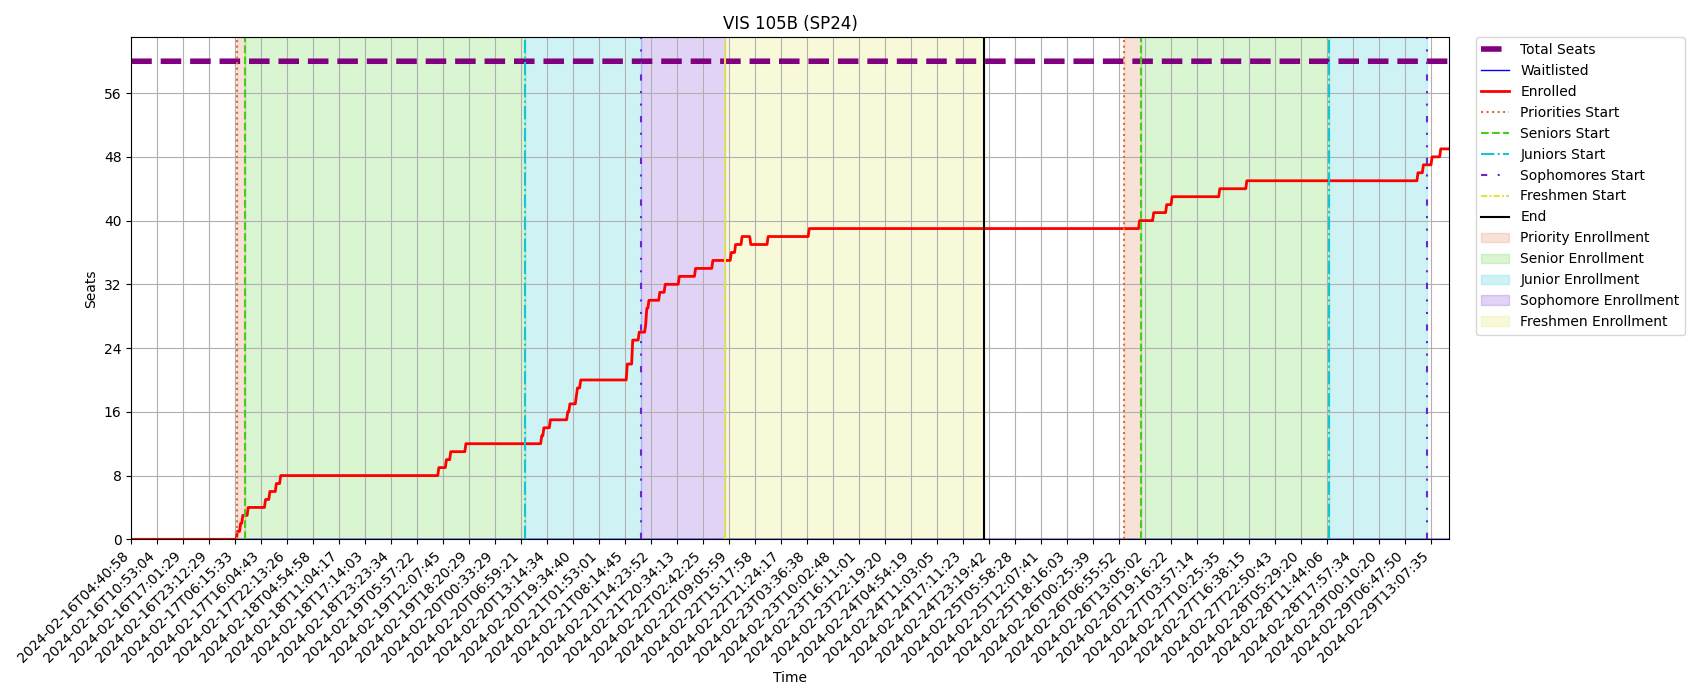 VIS 105B (SP24)
Seats
56
48
40
32
24
16
8
0
2024-02-16T04:40:58
2024-02-16T10:53:04
2024-02-16T17:01:29
2024-02-16T23:12:29
2024-02-17T06:15:33
2024-02-17T16:04:43
2024-02-17T22:13:26
2024-02-18T04:54:58
2024-02-18T11:04:17
2024-02-18T17:14:03
2024-02-18T23:23:34
2024-02-19T05:57:22
2024-02-19T12:07:45
2024-02-19T18:20:29
2024-02-20T00:33:29
2024-02-20T06:59:21
2024-02-20T13:14:34
2024-02-20T19:34:40
2024-02-21T01:53:01
2024-02-21T08:14:45
2024-02-21T14:23:52
2024-02-21T20:34:13
2024-02-22T02:42:25
2024-02-22T09:05:59
2024-02-22T15:17:58
2024-02-22T21:24:17
2024-02-23T03:36:38
2024-02-23T10:02:48
2024-02-23T16:11:01
2024-02-23T22:19:20
2024-02-24T04:54:19
2024-02-24T11:03:05
2024-02-24T17:11:23
2024-02-24T23:19:42
2024-02-25T05:58:28
2024-02-25T12:07:41
2024-02-25T18:16:03
2024-02-26T00:25:39
2024-02-26T06:55:52
2024-02-26T13:05:02
2024-02-26T19:16:22
2024-02-27T03:57:14
2024-02-27T10:25:35
2024-02-27T16:38:15
2024-02-27T22:50:43
2024-02-28T05:29:20
2024-02-28T11:44:06
2024-02-28T17:57:34
2024-02-29T00:10:20
2024-02-29T06:47:50
2024-02-29T13:07:35
Time
Total Seats
Waitlisted
Enrolled
Priorities Start
Seniors Start
Juniors Start
Sophomores Start
Freshmen Start
End
Priority Enrollment
Senior Enrollment
Junior Enrollment
Sophomore Enrollment
Freshmen Enrollment